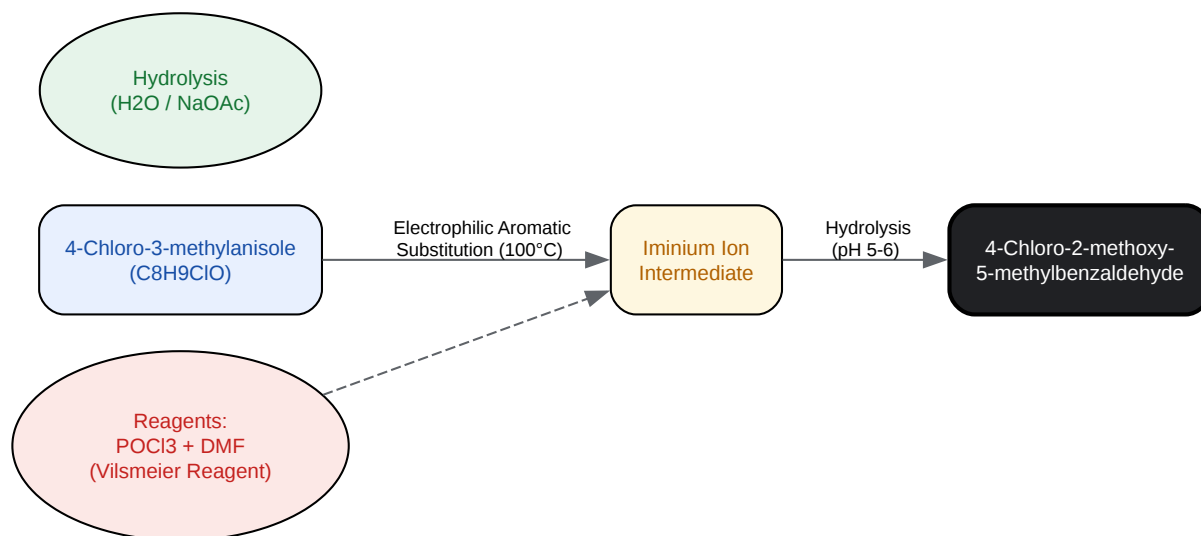 Hydrolysis
(H2O / NaOAc)
4-Chloro-3-methylanisole
(C8H9ClO)
Electrophilic Aromatic
Substitution (100°C)
Iminium Ion
Intermediate
Hydrolysis
(pH 5-6)
4-Chloro-2-methoxy-
5-methylbenzaldehyde
Reagents:
POCl3 + DMF
(Vilsmeier Reagent)